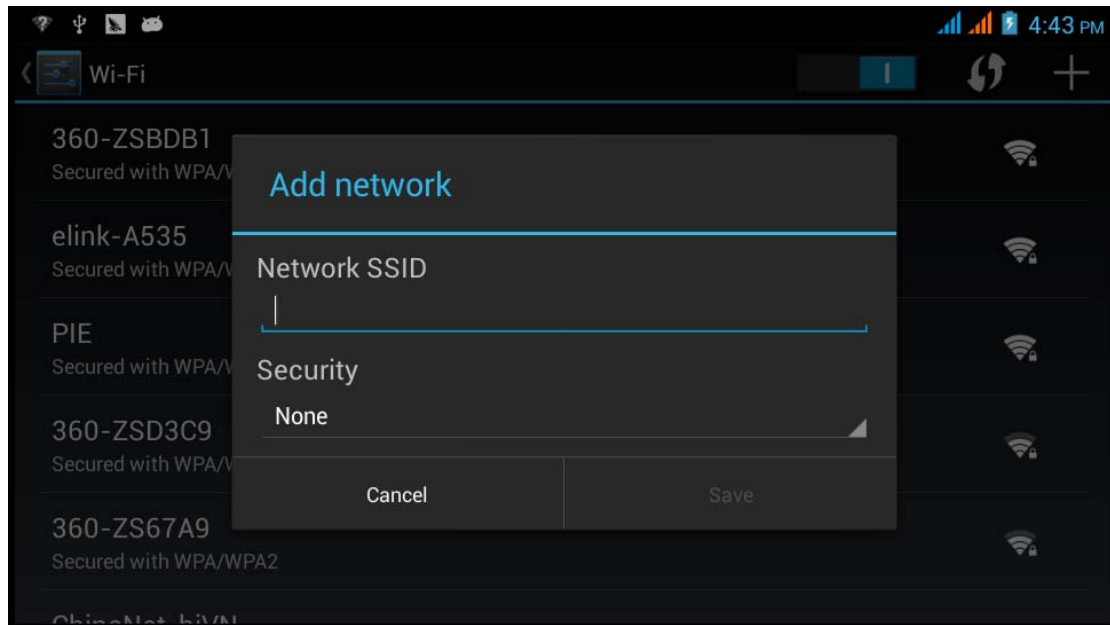 4:43 PM
Wi-Fi
360-ZSBDB1
Secured with WPA/
Add network
elink-A535
Secured with WPA/
Network SSID
PIE
Secured with WPA/
Security
None
360-ZSD3C9
Secured with WPA/
Cancel
Save
360-ZS67A9
Secured with WPA/WPA2